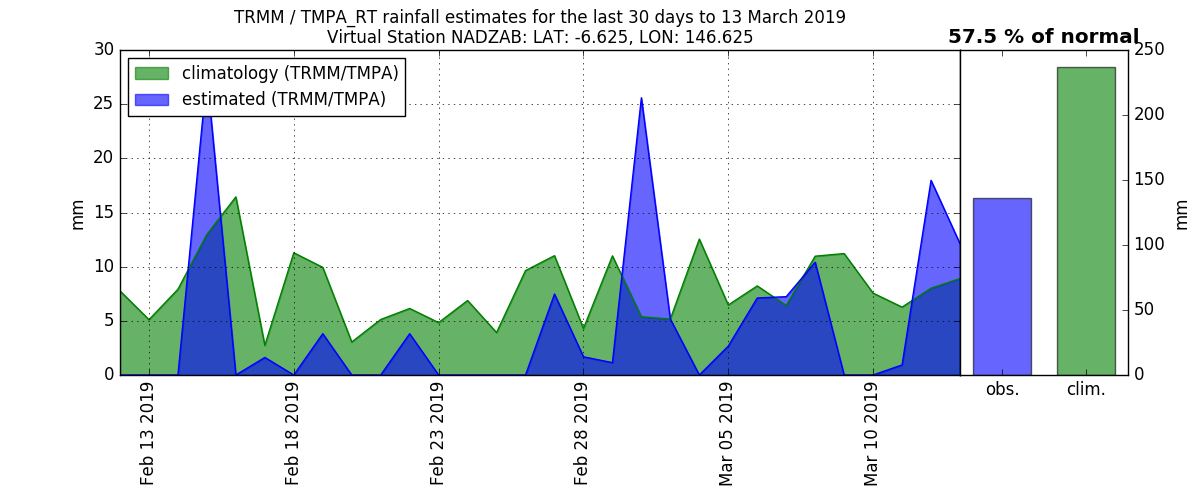 TRMM / TMPA_RT rainfall estimates for the last 30 days to 13 March 2019
Virtual Station NADZAB: LAT: -6.625, LON: 146.625
57.5 % of normal
climatology (TRMM/TMPA)
estimated (TRMM/TMPA)
30
25
20
15
10
5
0
mm
Feb 13 2019
Feb 18 2019
Feb 23 2019
Feb 28 2019
Mar 05 2019
Mar 10 2019
obs.
clim.
250
200
150
100
50
0
mm